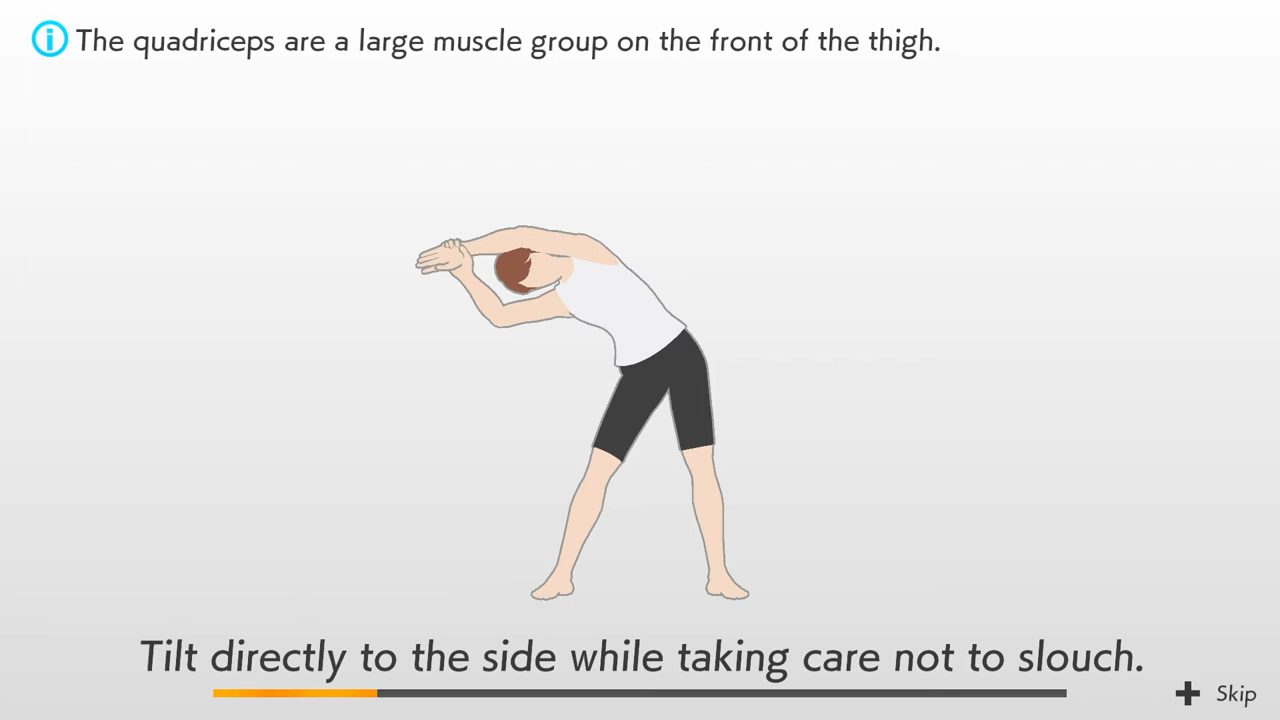 The quadriceps are a large muscle group on the front of the thigh.
Tilt directly to the side while taking care not to slouch.
Skip